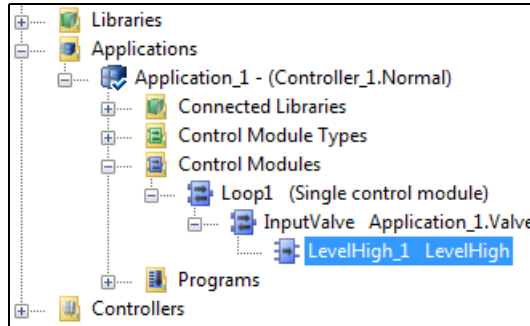 Libraries
Applications
Application_1 - (Controller_1.Normal)
Connected Libraries
Control Module Types
Control Modules
Loop1 (Single control module)
InputValve Application_1.Valve
LevelHigh_1 LevelHigh
Programs
Controllers